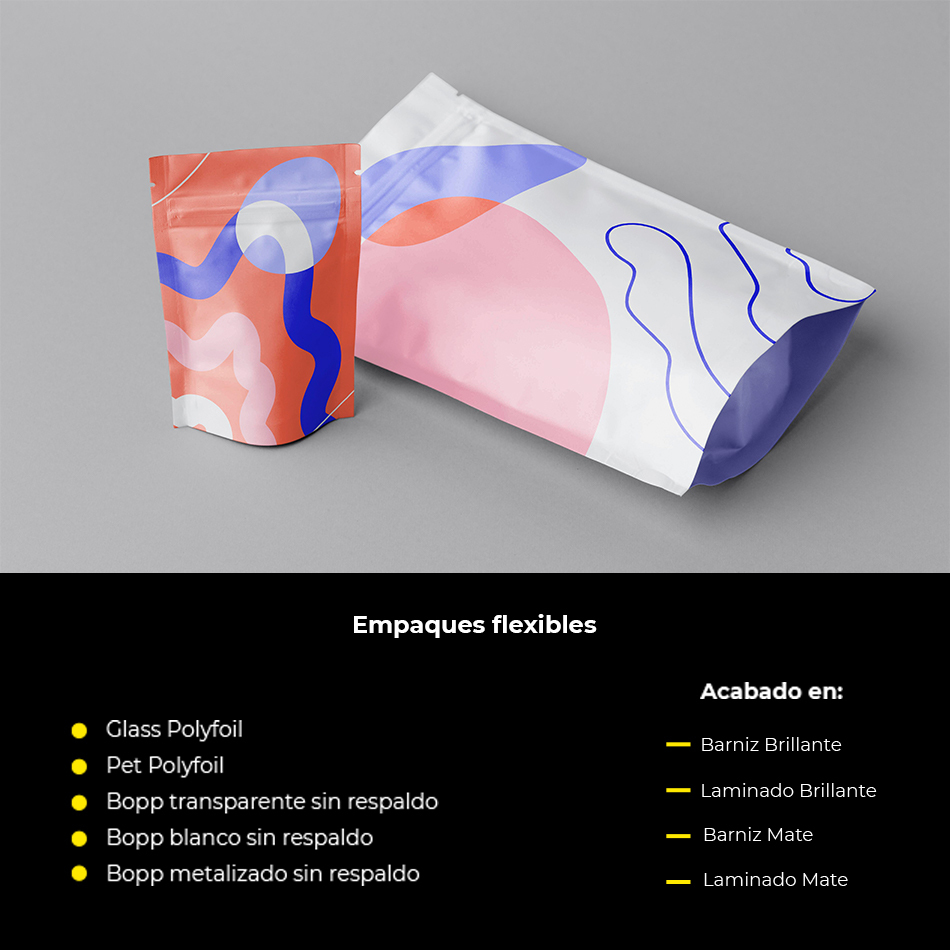 Empaques flexibles
Glass Polyfoil
Pet Polyfoil
Bopp transparente sin respaldo
Bopp blanco sin respaldo
Bopp metalizado sin respaldo
Acabado en:
Barniz Brillante
Laminado Brillante
Barniz Mate
Laminado Mate